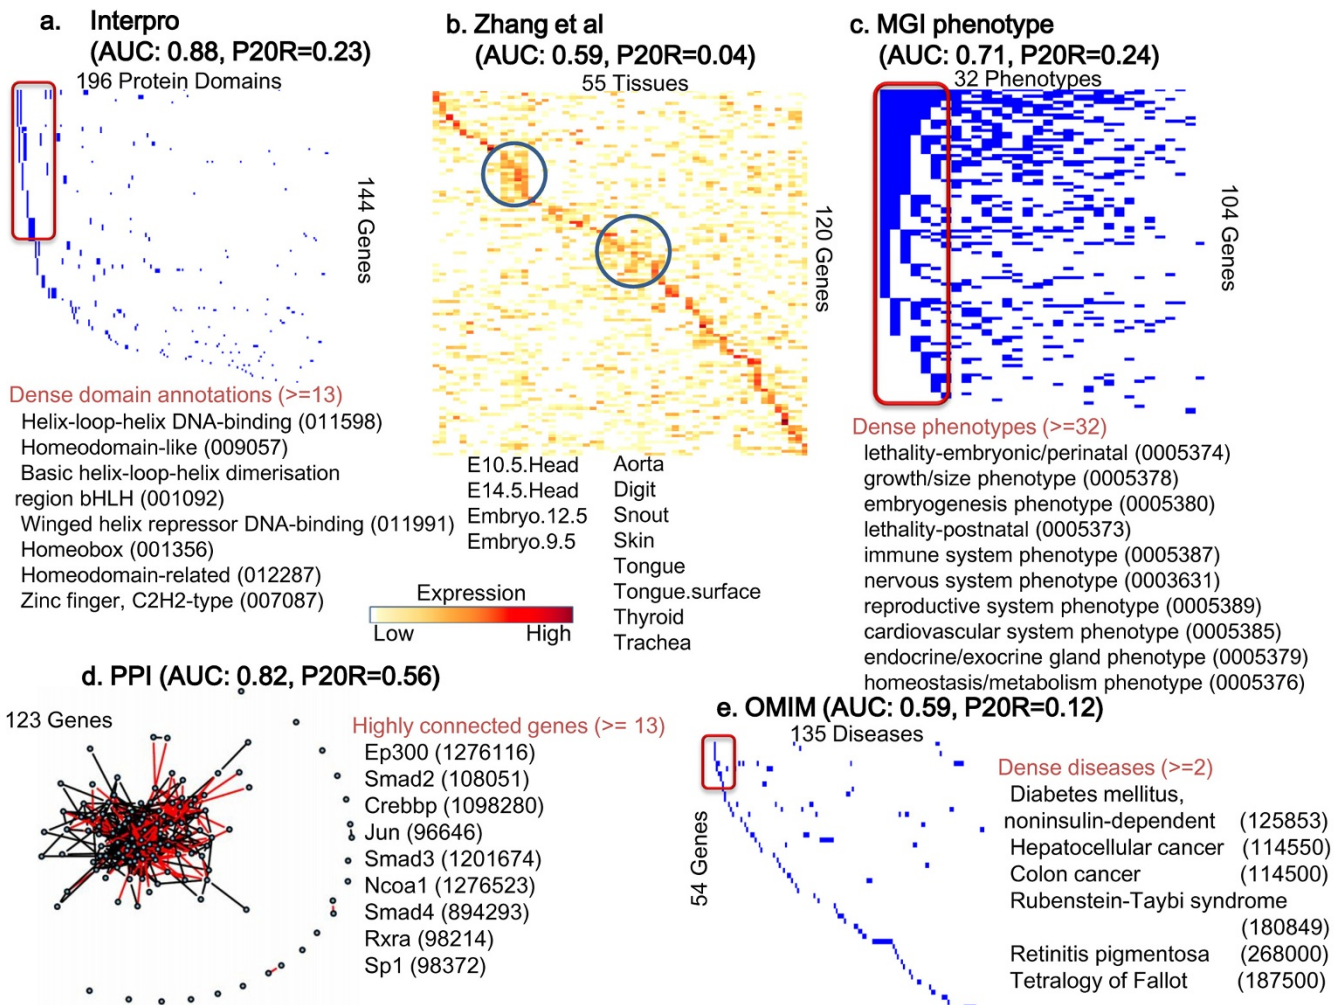 a. Interpro
(AUC: 0.88, P20R=0.23)
196 Protein Domains
144 Genes
Dense domain annotations (>=13)
Helix-loop-helix DNA-binding (011598)
Homeodomain-like (009057)
Basic helix-loop-helix dimerisation
region bHLH (001092)
Winged helix repressor DNA-binding (011991)
Homeobox (001356)
Homeodomain-related (012287)
Zinc finger, C2H2-type (007087)
b. Zhang et al
(AUC: 0.59, P20R=0.04)
55 Tissues
120 Genes
E10.5.Head
E14.5.Head
Embryo.12.5
Embryo.9.5
Aorta
Digit
Snout
Skin
Tongue
Tongue.surface
Thyroid
Trachea
Expression
Low High
c. MGI phenotype
(AUC: 0.71, P20R=0.24)
32 Phenotypes
104 Genes
Dense phenotypes (>=32)
lethality-embryonic/perinatal (0005374)
growth/size phenotype (0005378)
embryogenesis phenotype (0005380)
lethality-postnatal (0005373)
immune system phenotype (0005387)
nervous system phenotype (0003631)
reproductive system phenotype (0005389)
cardiovascular system phenotype (0005385)
endocrine/exocrine gland phenotype (0005379)
homeostasis/metabolism phenotype (0005376)
d. PPI (AUC: 0.82, P20R=0.56)
123 Genes
Highly connected genes (>= 13)
Ep300 (1276116)
Smad2 (108051)
Crebbp (1098280)
Jun (96646)
Smad3 (1201674)
Ncoa1 (1276523)
Smad4 (894293)
Rxra (98214)
Sp1 (98372)
e. OMIM (AUC: 0.59, P20R=0.12)
135 Diseases
54 Genes
Dense diseases (>=2)
Diabetes mellitus,
noninsulin-dependent (125853)
Hepatocellular cancer (114550)
Colon cancer (114500)
Rubenstein-Taybi syndrome
(180849)
Retinitis pigmentosa (268000)
Tetralogy of Fallot (187500)